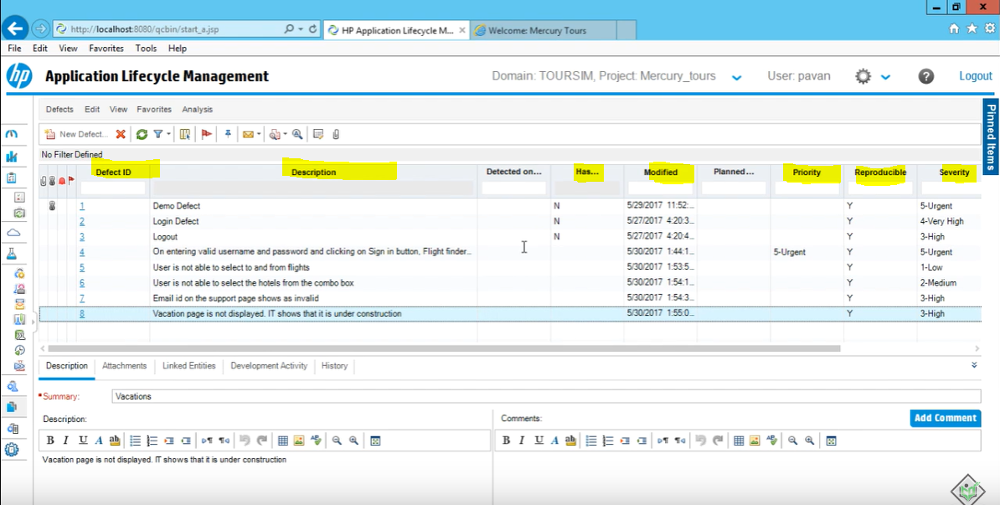 http://localhost:8080/qcbin/start_a.jsp
HP Application Lifecycle M...
Welcome: Mercury Tours
File Edit View Favorites Tools Help
hp Application Lifecycle Management
Domain: TOURSIM, Project: Mercury_tours
User: pavan
Logout
Pinned Items
Defects Edit View Favorites Analysis
New Defect...
No Filter Defined
Defect ID Description Detected on... Has... Modified Planned... Priority Reproducible Severity
1 Demo Defect N 5/29/2017 11:52:... Y 5-Urgent
2 Login Defect N 5/27/2017 4:20:3... Y 4-Very High
3 Logout N 5/27/2017 4:20:4... Y 3-High
4 On entering valid username and password and clicking on Sign in button, Flight finder... 5/30/2017 1:44:1... 5-Urgent Y 5-Urgent
5 User is not able to select to and from flights 5/30/2017 1:53:5... Y 1-Low
6 User is not able to select the hotels from the combo box 5/30/2017 1:54:1... Y 2-Medium
7 Email id on the support page shows as invalid 5/30/2017 1:54:3... Y 3-High
8 Vacation page is not displayed. IT shows that it is under construction 5/30/2017 1:55:0... Y 3-High
Description Attachments Linked Entities Development Activity History
*Summary: Vacations
Description:
Comments:
Add Comment
B I U A ab
B I U A ab
Vacation page is not displayed. IT shows that it is under construction